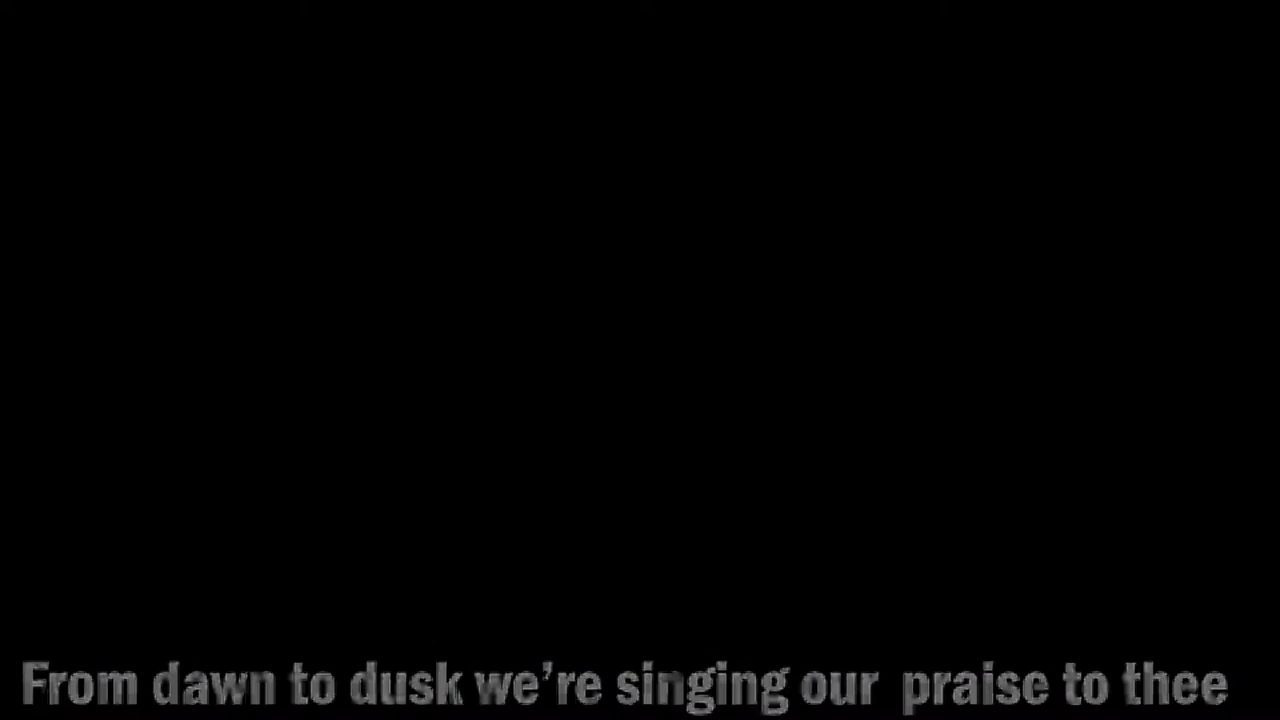 From dawn to dusk we’re singing our praise to thee